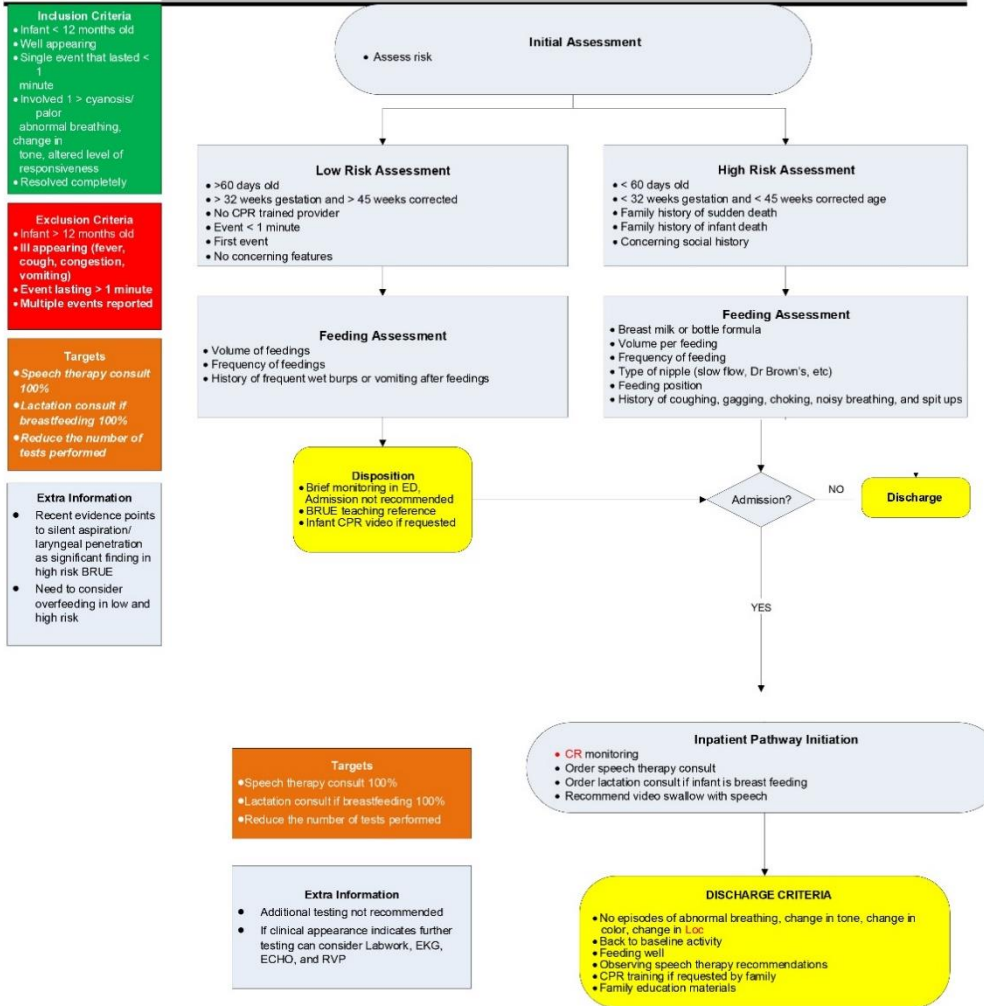 Inclusion Criteria
• Infant < 12 months old
• Well appearing
• Single event that lasted <
1
minute
• Involved 1 > cyanosis/
palor
abnormal breathing,
change in
tone, altered level of
responsiveness
• Resolved completely
Exclusion Criteria
• Infant > 12 months old
• Ill appearing (fever,
cough, congestion,
vomiting)
• Event lasting > 1 minute
• Multiple events reported
Targets
• Speech therapy consult
100%
• Lactation consult if
breastfeeding 100%
• Reduce the number of
tests performed
Extra Information
• Recent evidence points
to silent aspiration/
laryngeal penetration
as significant finding in
high risk BRUE
• Need to consider
overfeeding in low and
high risk
Initial Assessment
• Assess risk
Low Risk Assessment
• >60 days old
• > 32 weeks gestation and > 45 weeks corrected
• No CPR trained provider
• Event < 1 minute
• First event
• No concerning features
High Risk Assessment
• < 60 days old
• < 32 weeks gestation and < 45 weeks corrected age
• Family history of sudden death
• Family history of infant death
• Concerning social history
Feeding Assessment
• Volume of feedings
• Frequency of feedings
• History of frequent wet burps or vomiting after feedings
Feeding Assessment
• Breast milk or bottle formula
• Volume per feeding
• Frequency of feeding
• Type of nipple (slow flow, Dr Brown's, etc)
• Feeding position
• History of coughing, gagging, choking, noisy breathing, and spit ups
Disposition
• Brief monitoring in ED,
Admission not recommended
• BRUE teaching reference
• Infant CPR video if requested
Admission?
NO
Discharge
YES
Inpatient Pathway Initiation
• CR monitoring
• Order speech therapy consult
• Order lactation consult if infant is breast feeding
• Recommend video swallow with speech
Targets
• Speech therapy consult 100%
• Lactation consult if breastfeeding 100%
• Reduce the number of tests performed
Extra Information
• Additional testing not recommended
• If clinical appearance indicates further
testing can consider Labwork, EKG,
ECHO, and RVP
DISCHARGE CRITERIA
• No episodes of abnormal breathing, change in tone, change in
color, change in Loc
• Back to baseline activity
• Feeding well
• Observing speech therapy recommendations
• CPR training if requested by family
• Family education materials